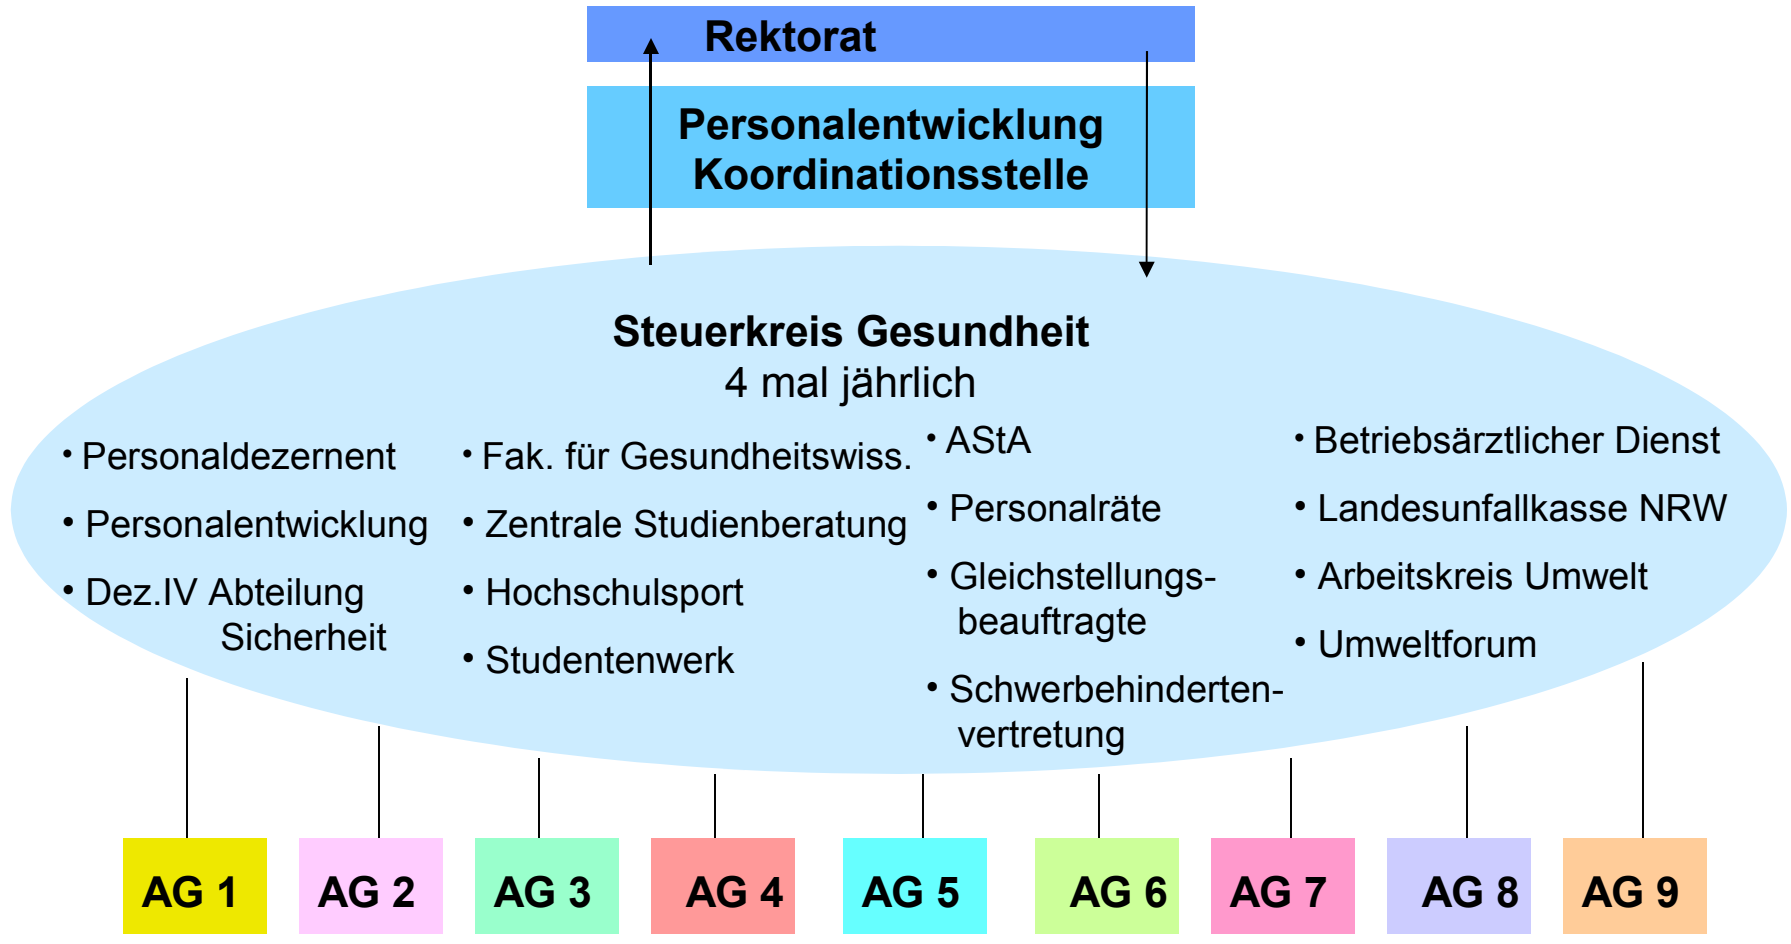 Rektorat
Personalentwicklung
Koordinationsstelle
Steuerkreis Gesundheit
4 mal jährlich
• Personaldezernent
• Personalentwicklung
• Dez.IV Abteilung
Sicherheit
• Fak. für Gesundheitswiss.
• Zentrale Studienberatung
• Hochschulsport
• Studentenwerk
• AStA
• Personalräte
• Gleichstellungs-
beauftragte
• Schwerbehinderten-
vertretung
• Betriebsärztlicher Dienst
• Landesunfallkasse NRW
• Arbeitskreis Umwelt
• Umweltforum
AG 1
AG 2
AG 3
AG 4
AG 5
AG 6
AG 7
AG 8
AG 9